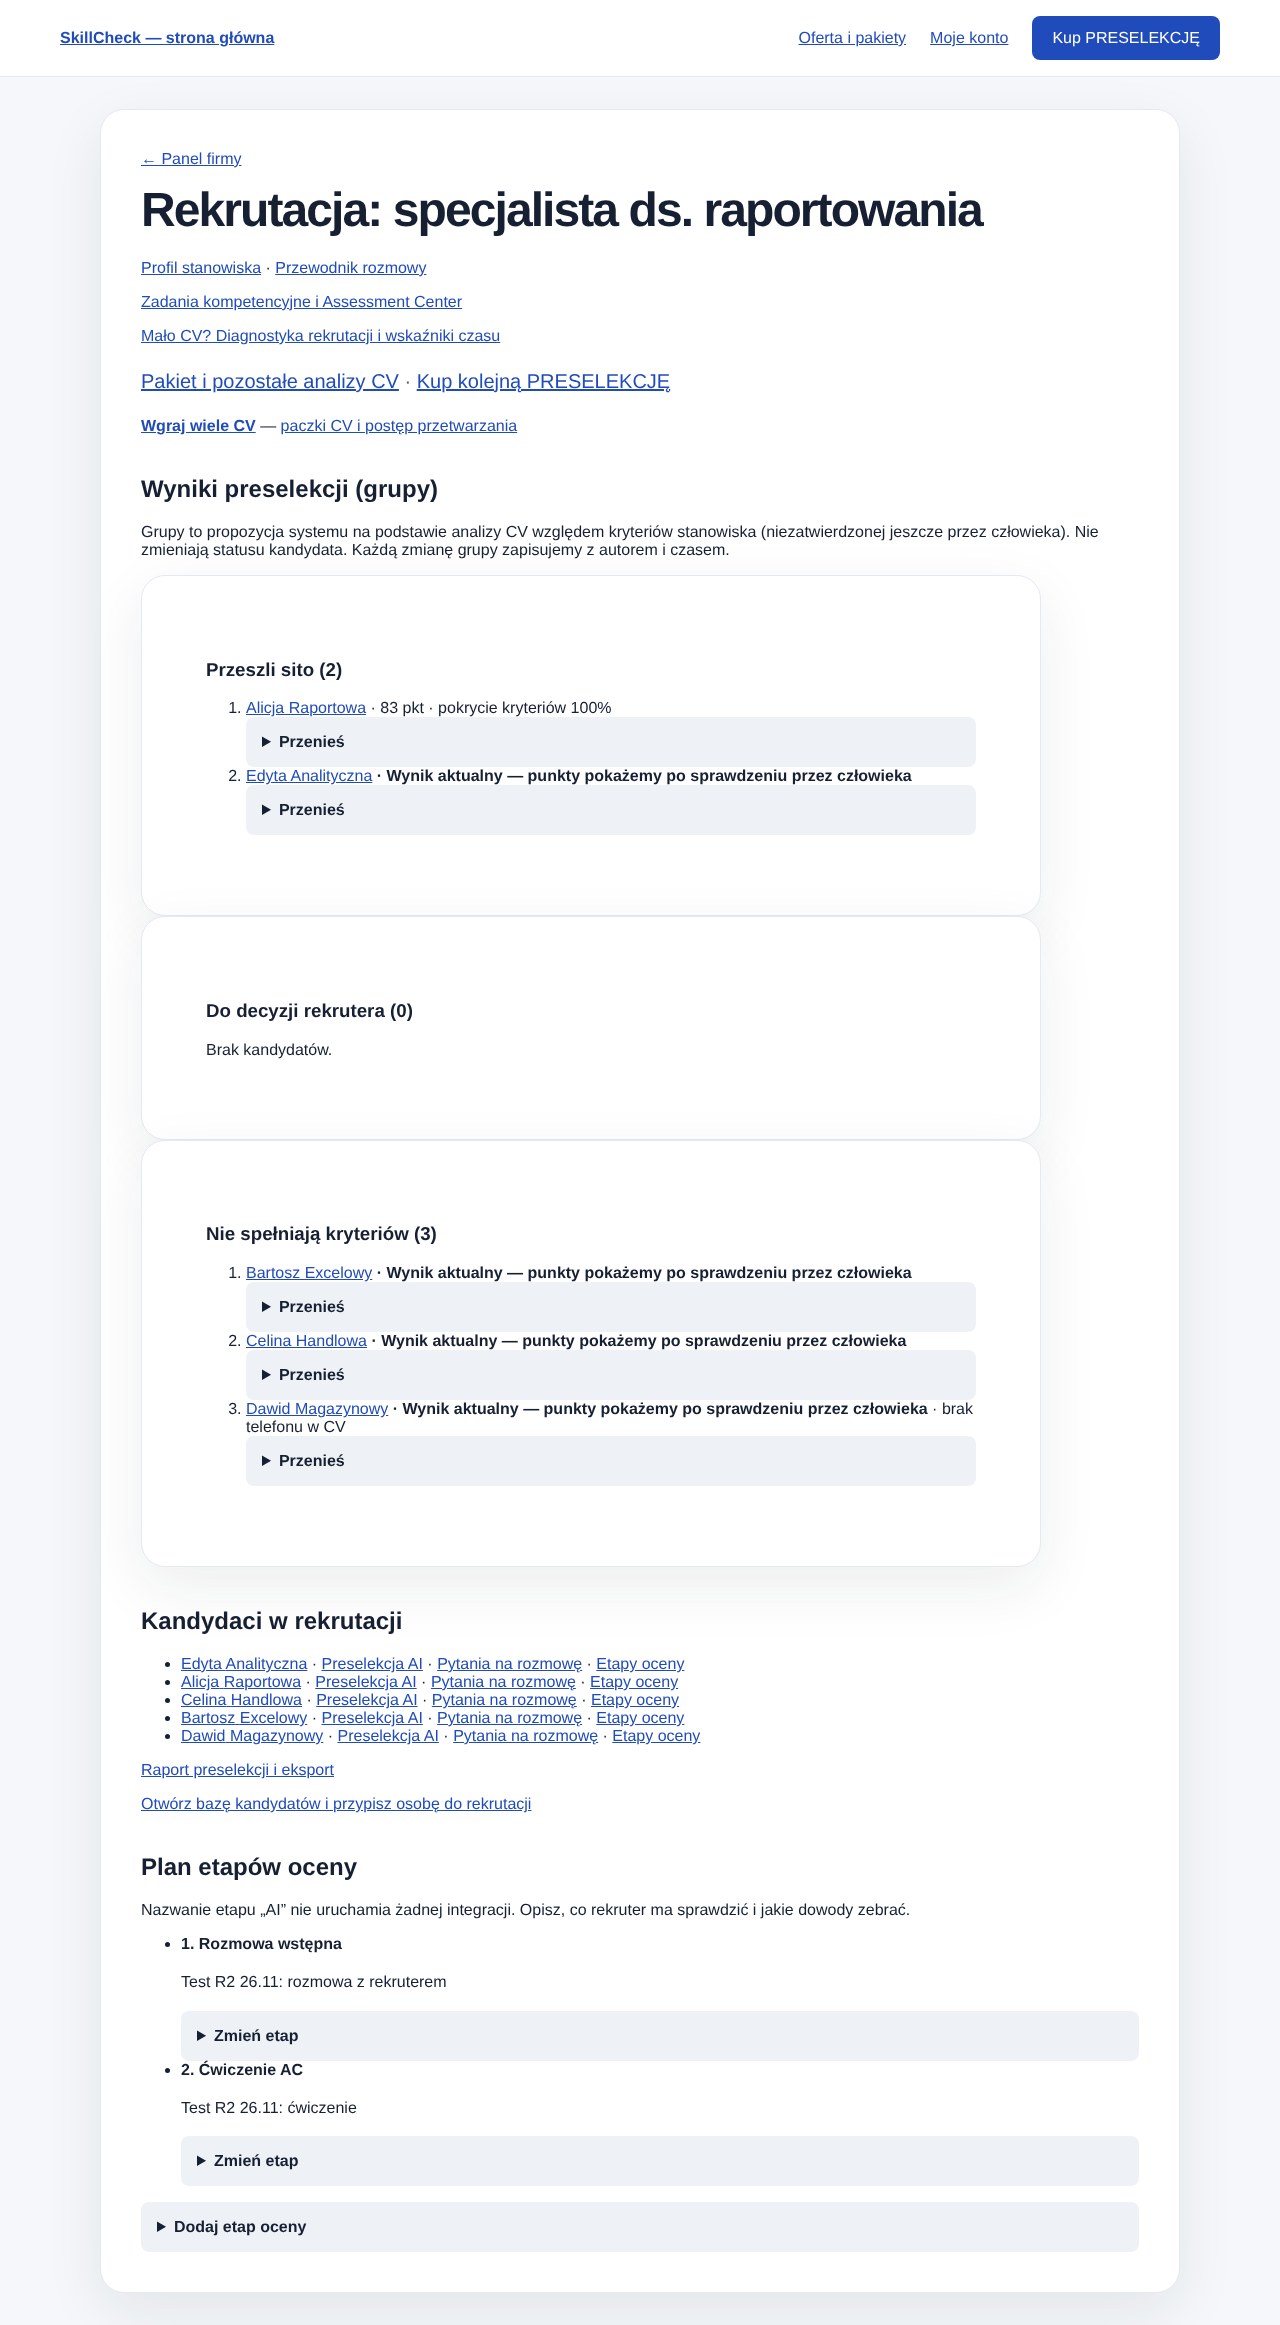 SkillCheck — strona główna
Oferta i pakiety
Moje konto
Kup PRESELEKCJĘ
← Panel firmy
Rekrutacja: specjalista ds. raportowania
Profil stanowiska · Przewodnik rozmowy
Zadania kompetencyjne i Assessment Center
Mało CV? Diagnostyka rekrutacji i wskaźniki czasu
Pakiet i pozostałe analizy CV · Kup kolejną PRESELEKCJĘ
Wgraj wiele CV — paczki CV i postęp przetwarzania
Wyniki preselekcji (grupy)
Grupy to propozycja systemu na podstawie analizy CV względem kryteriów stanowiska (niezatwierdzonej jeszcze przez człowieka). Nie
zmieniają statusu kandydata. Każdą zmianę grupy zapisujemy z autorem i czasem.
Przeszli sito (2)
1. Alicja Raportowa · 83 pkt · pokrycie kryteriów 100%
▶ Przenieś
2. Edyta Analityczna · Wynik aktualny — punkty pokażemy po sprawdzeniu przez człowieka
▶ Przenieś
Do decyzji rekrutera (0)
Brak kandydatów.
Nie spełniają kryteriów (3)
1. Bartosz Excelowy · Wynik aktualny — punkty pokażemy po sprawdzeniu przez człowieka
▶ Przenieś
2. Celina Handlowa · Wynik aktualny — punkty pokażemy po sprawdzeniu przez człowieka
▶ Przenieś
3. Dawid Magazynowy · Wynik aktualny — punkty pokażemy po sprawdzeniu przez człowieka · brak
telefonu w CV
▶ Przenieś
Kandydaci w rekrutacji
• Edyta Analityczna · Preselekcja AI · Pytania na rozmowę · Etapy oceny
• Alicja Raportowa · Preselekcja AI · Pytania na rozmowę · Etapy oceny
• Celina Handlowa · Preselekcja AI · Pytania na rozmowę · Etapy oceny
• Bartosz Excelowy · Preselekcja AI · Pytania na rozmowę · Etapy oceny
• Dawid Magazynowy · Preselekcja AI · Pytania na rozmowę · Etapy oceny
Raport preselekcji i eksport
Otwórz bazę kandydatów i przypisz osobę do rekrutacji
Plan etapów oceny
Nazwanie etapu „AI” nie uruchamia żadnej integracji. Opisz, co rekruter ma sprawdzić i jakie dowody zebrać.
• 1. Rozmowa wstępna
Test R2 26.11: rozmowa z rekruterem
▶ Zmień etap
• 2. Ćwiczenie AC
Test R2 26.11: ćwiczenie
▶ Zmień etap
▶ Dodaj etap oceny